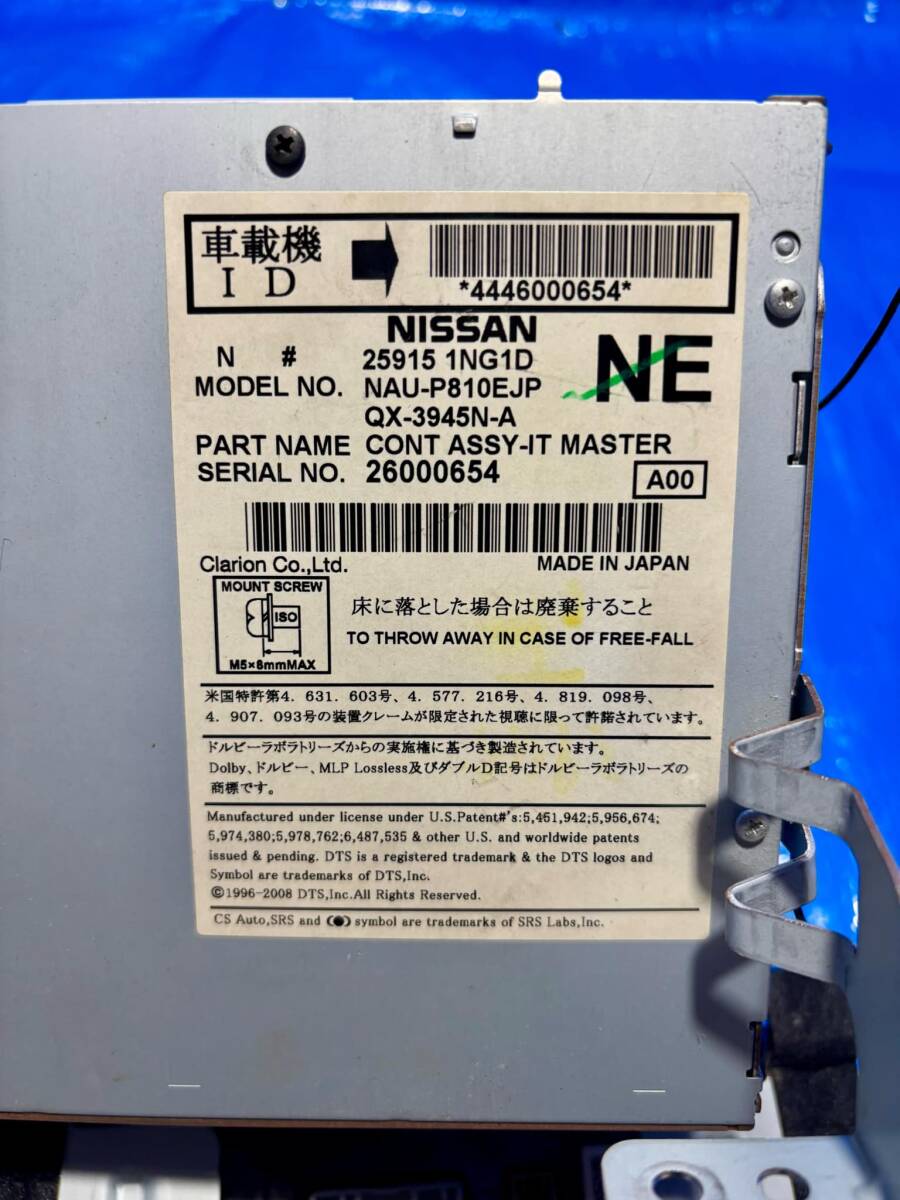 車載機
ID
*4446000654*
NISSAN
N # 25915 1NG1D
NE
MODEL NO. NAU-P810EJP
QX-3945N-A
PART NAME CONT ASSY-IT MASTER
SERIAL NO. 26000654
A00
Clarion Co.,Ltd. MADE IN JAPAN
MOUNT SCREW
ISO
M5×8mmMAX
床に落とした場合は廃棄すること
TO THROW AWAY IN CASE OF FREE-FALL
米国特許第4. 631. 603号、4. 577. 216号、4. 819. 098号、
4. 907. 093号の装置クレームが限定された視聴に限って許諾されています。
ドルビーラボラトリーズからの実施権に基づき製造されています。
Dolby、ドルビー、MLP Lossless及びダブルD記号はドルビーラボラトリーズの
商標です。
Manufactured under license under U.S.Patent#'s:5,451,942;5,956,674;
5,974,380;5,978,762;6,487,535 & other U.S. and worldwide patents
issued & pending. DTS is a registered trademark & the DTS logos and
Symbol are trademarks of DTS,Inc.
©1996-2008 DTS,Inc.All Rights Reserved.
CS Auto,SRS and symbol are trademarks of SRS Labs,Inc.